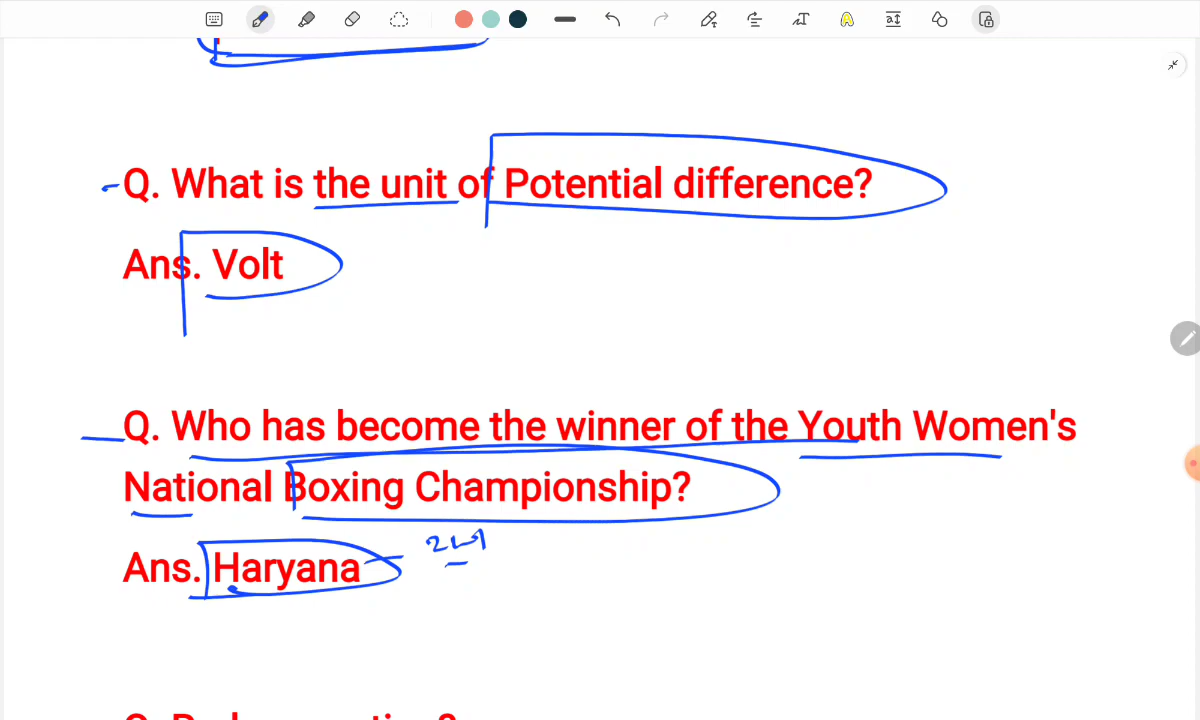 Q. What is the unit of Potential difference?
Ans. Volt
Q. Who has become the winner of the Youth Women's
National Boxing Championship?
Ans. Haryana